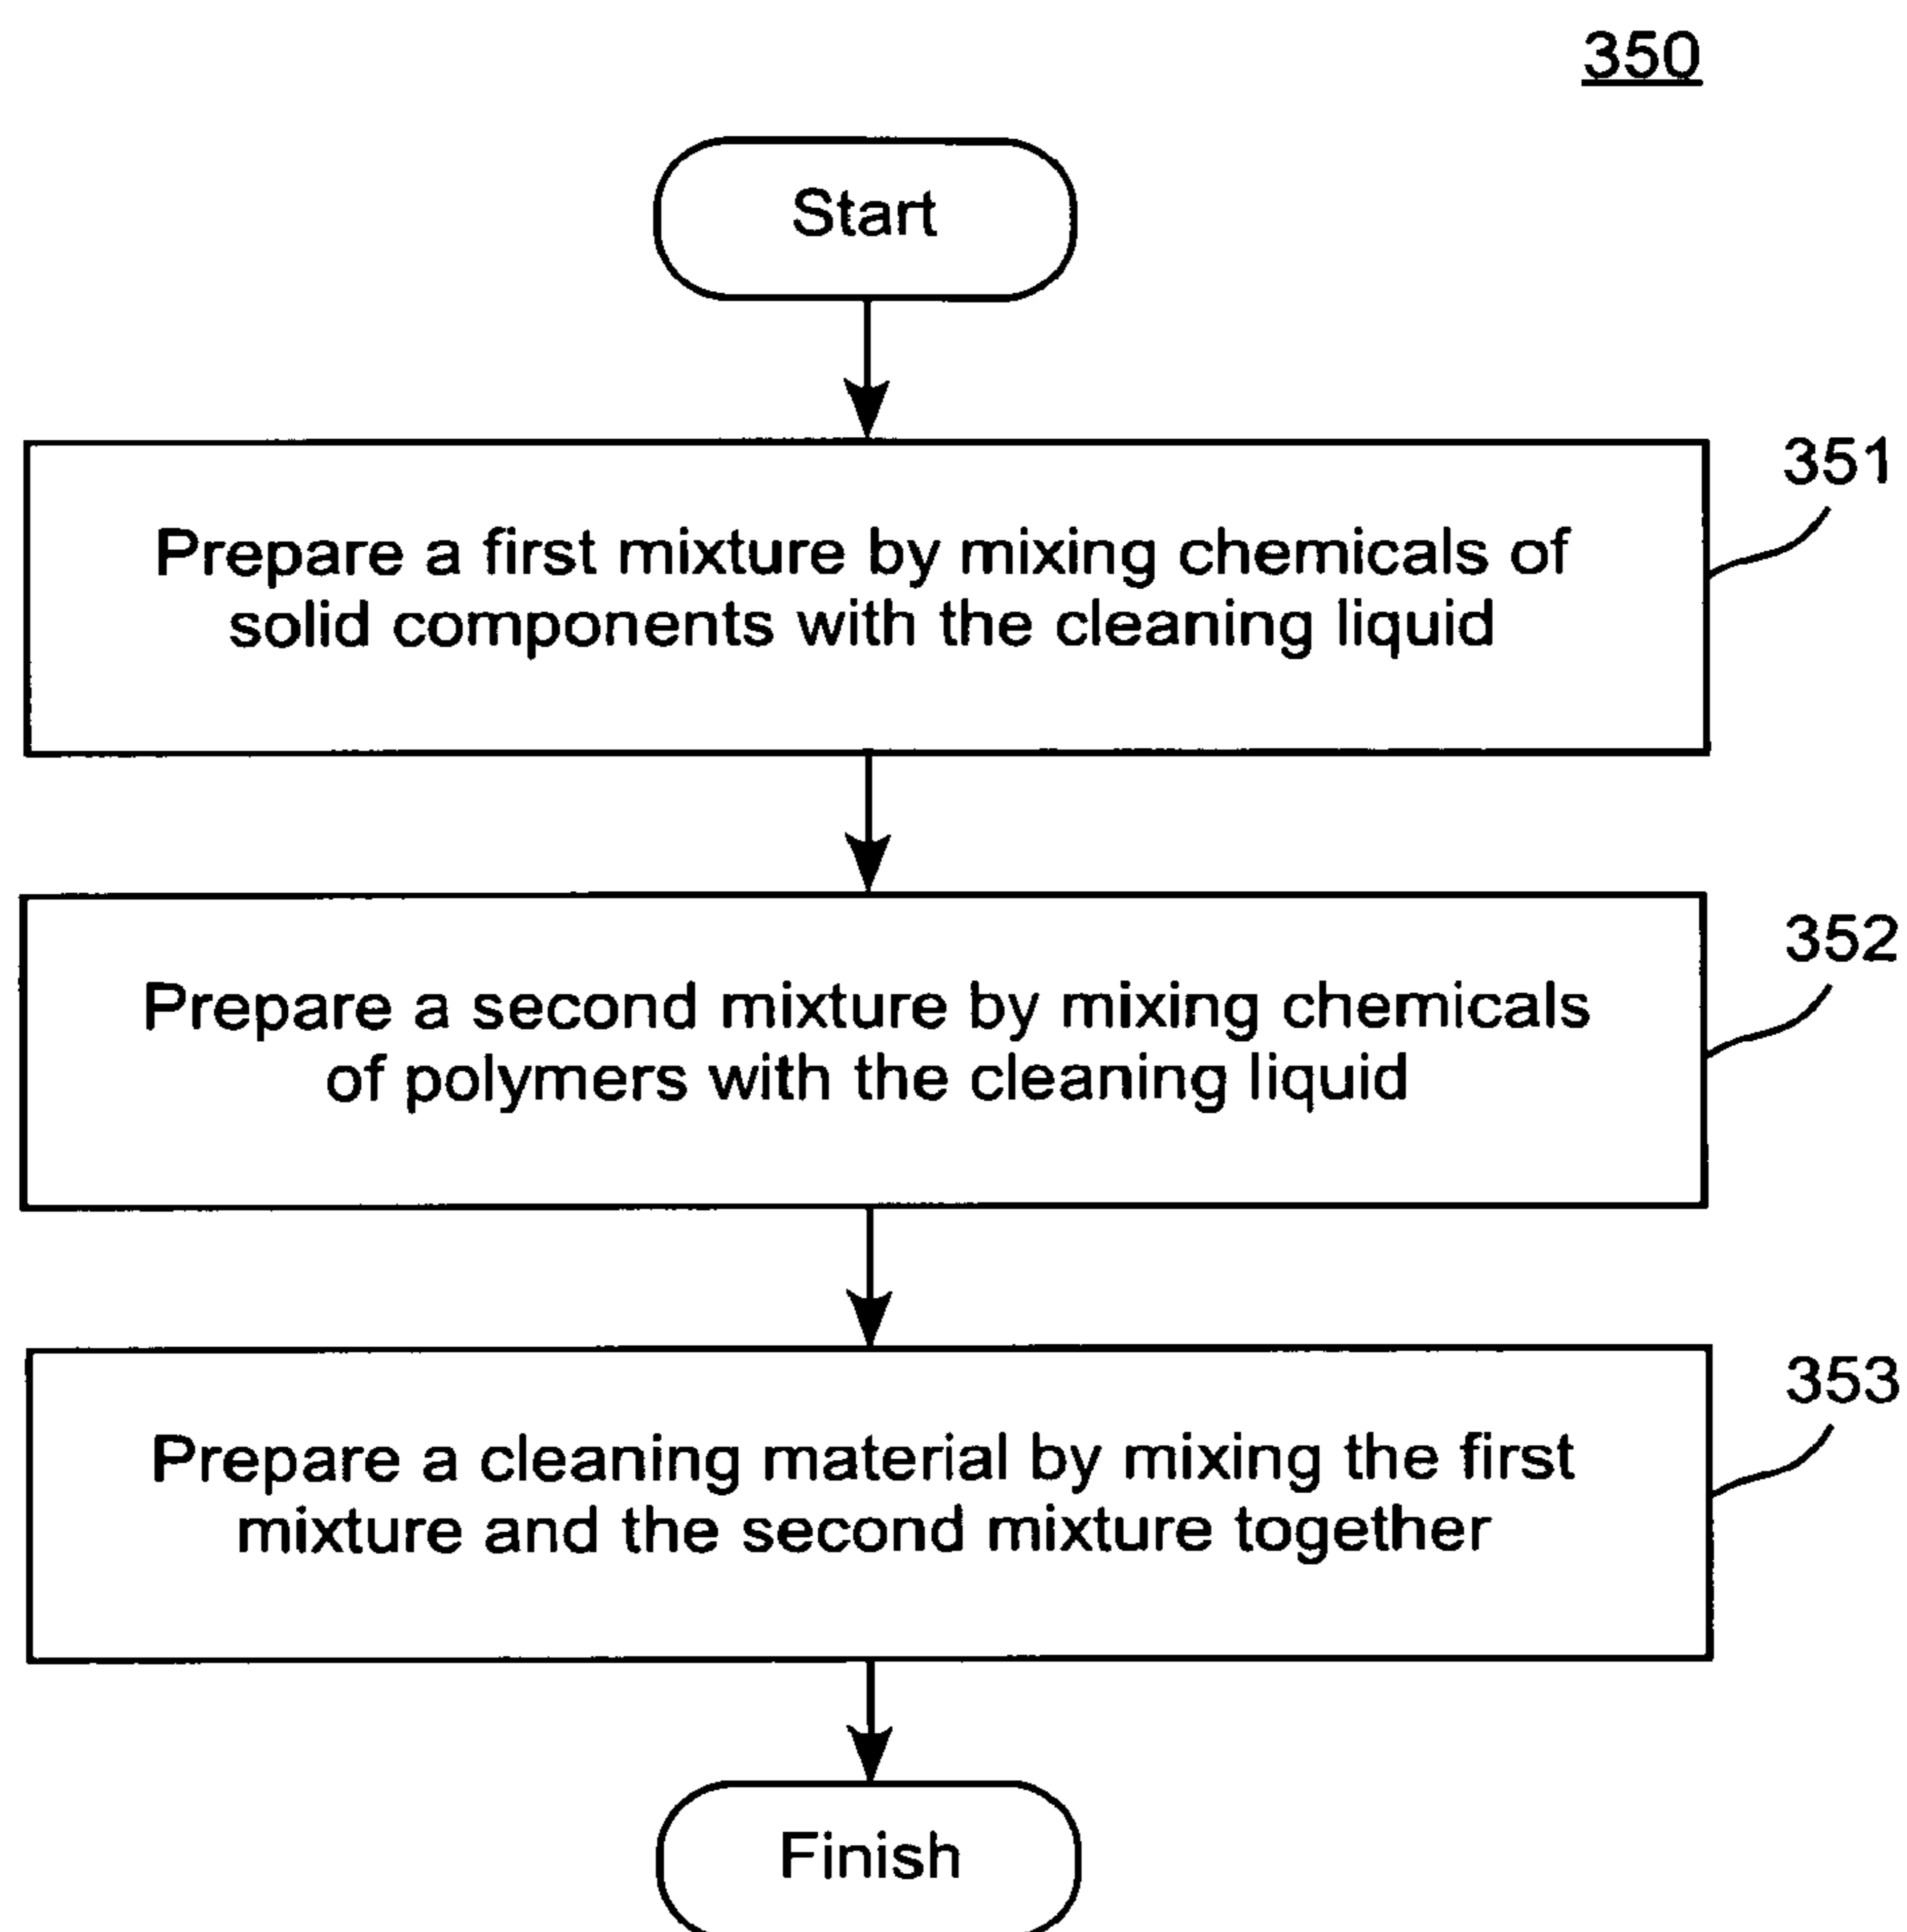 350
Start
351
Prepare a first mixture by mixing chemicals of
solid components with the cleaning liquid
352
Prepare a second mixture by mixing chemicals
of polymers with the cleaning liquid
353
Prepare a cleaning material by mixing the first
mixture and the second mixture together
Finish